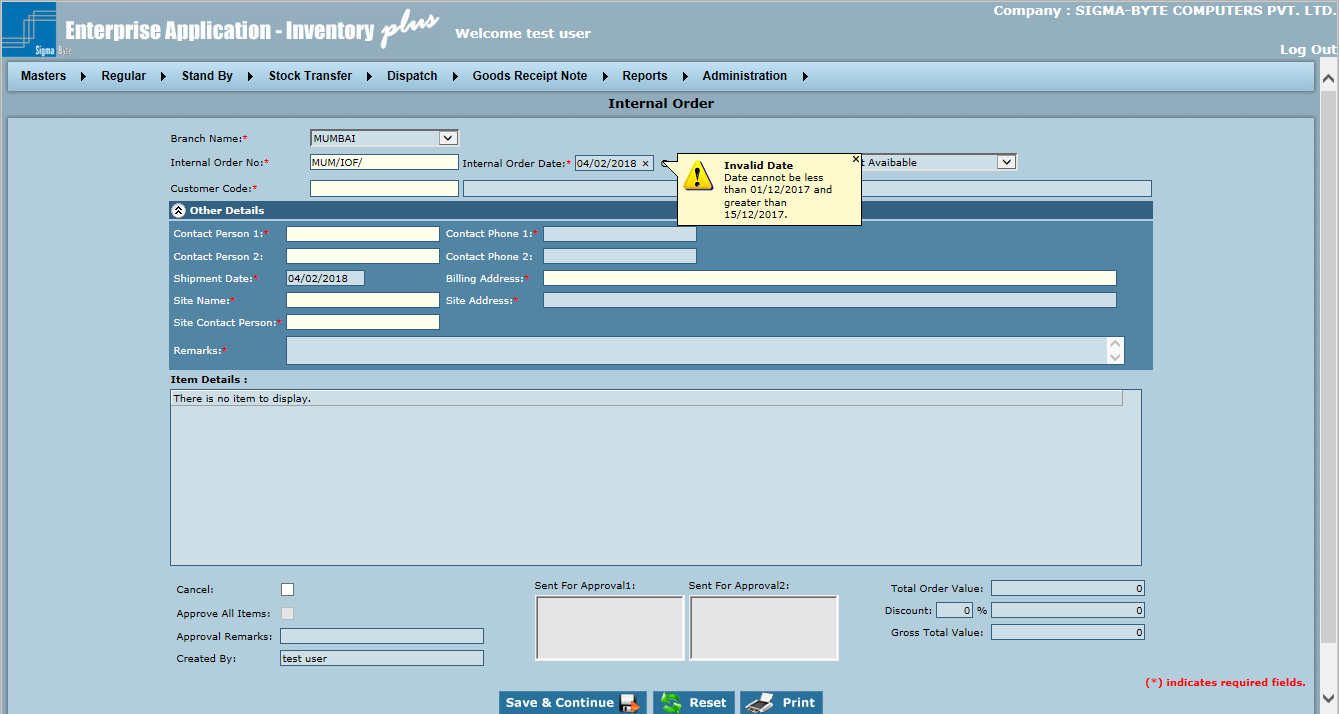 Company : SIGMA-BYTE COMPUTERS PVT. LTD.
Enterprise Application - Inventory plus
Welcome test user
Sigma Byte
Log Out
Masters Regular Stand By Stock Transfer Dispatch Goods Receipt Note Reports Administration
Internal Order
Branch Name:* MUMBAI
Internal Order No:* MUM/IOF/ Internal Order Date:* 04/02/2018 × Available
Invalid Date
Date cannot be less
than 01/12/2017 and
greater than
15/12/2017.
Customer Code:*
Other Details
Contact Person 1:* Contact Phone 1:*
Contact Person 2: Contact Phone 2:
Shipment Date:* 04/02/2018 Billing Address:*
Site Name:* Site Address:*
Site Contact Person:*
Remarks:*
Item Details :
There is no item to display.
Cancel: Sent For Approval1: Sent For Approval2: Total Order Value: 0
Approve All Items: Discount: 0 % 0
Approval Remarks: Gross Total Value: 0
Created By: test user
(*) indicates required fields.
Save & Continue Reset Print